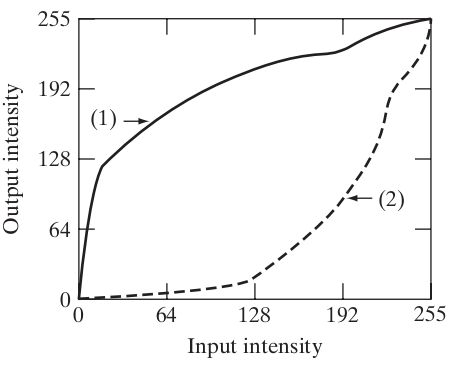 255
192
128
64
0
Output intensity
(1)
(2)
0 64 128 192 255
Input intensity